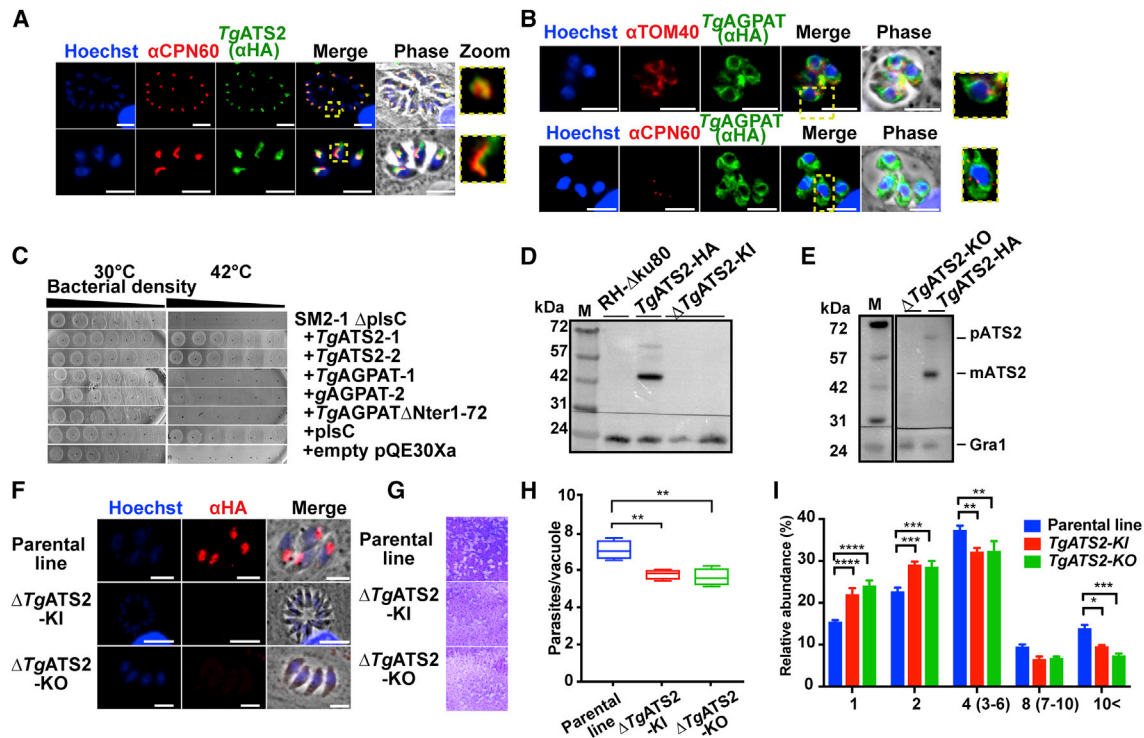 A
Hoechst αCPN60 TgATS2 (αHA) Merge Phase Zoom
B
Hoechst αTOM40 TgAGPAT (αHA) Merge Phase
Hoechst αCPN60 TgAGPAT (αHA) Merge Phase
C
30°C 42°C
Bacterial density
SM2-1 ΔplsC
+TgATS2-1
+TgATS2-2
+TgAGPAT-1
+gAGPAT-2
+TgAGPATΔNter1-72
+plsC
+empty pQE30Xa
D
kDa M RH-Δku80 TgATS2-HA ΔTgATS2-KI
72
57
42
31
24
E
kDa M ΔTgATS2-KO TgATS2-HA
72
57
42
31
24
pATS2
mATS2
Gra1
F
Hoechst αHA Merge
Parental line
ΔTgATS2-KI
ΔTgATS2-KO
G
Parental line
ΔTgATS2-KI
ΔTgATS2-KO
H
Parasites/vacuole
10
8
6
4
2
0
**
**
Parental line
ΔTgATS2-KI
ΔTgATS2-KO
I
Relative abundance (%)
40
30
20
10
0
**** ****
*** ***
** **
* ***
Parental line
TgATS2-KI
TgATS2-KO
1 2 4 (3-6) 8 (7-10) 10<